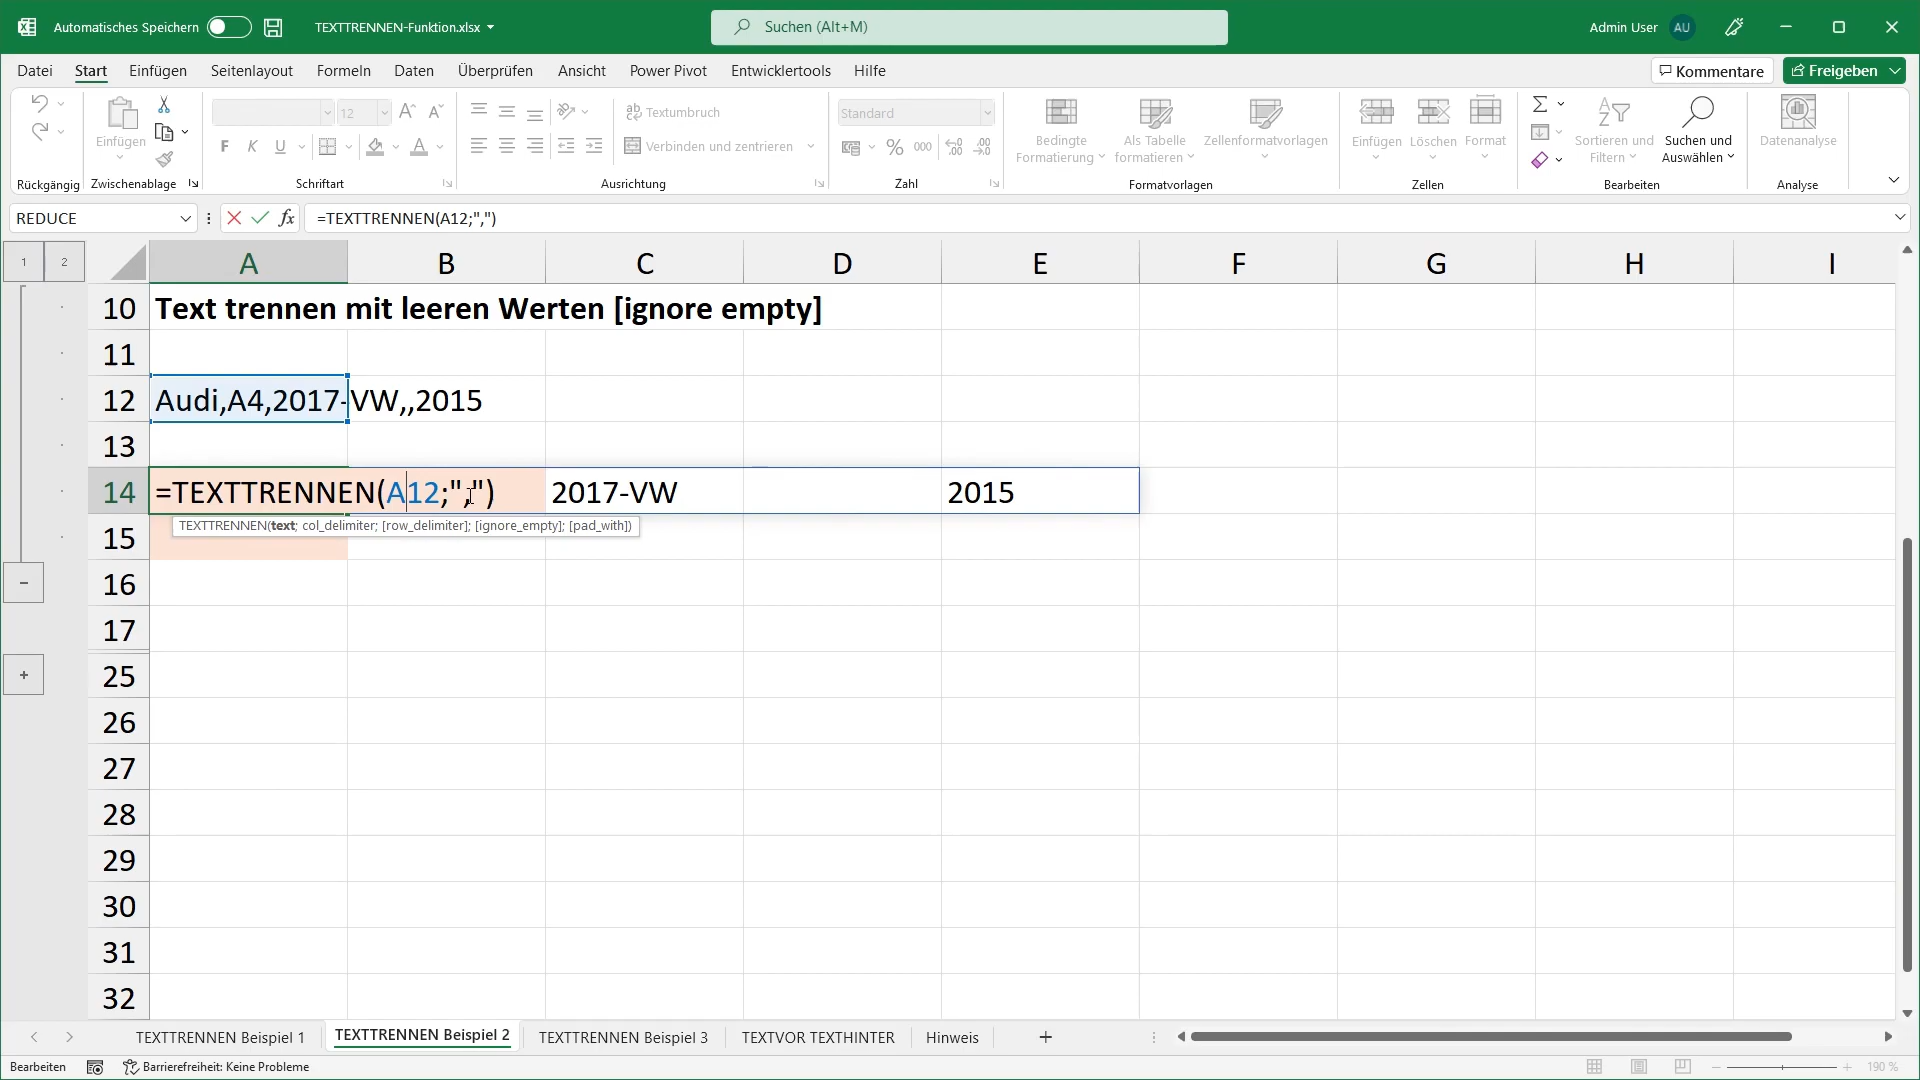 Automatisches Speichern
TEXTTRENNEN-Funktion.xlsx
Suchen (Alt+M)
Admin User AU
Datei Start Einfügen Seitenlayout Formeln Daten Überprüfen Ansicht Power Pivot Entwicklertools Hilfe
Kommentare Freigeben
12
Textumbruch
Standard
Einfügen
F K U
Verbinden und zentrieren
% 000
Bedingte Formatierung
Als Tabelle formatieren
Zellenformatvorlagen
Einfügen Löschen Format
Sortieren und Filtern
Suchen und Auswählen
Datenanalyse
Rückgängig Zwischenablage Schriftart Ausrichtung Zahl Formatvorlagen Zellen Bearbeiten Analyse
REDUCE
fx
=TEXTTRENNEN(A12;",")
1 2
A B C D E F G H I
10 Text trennen mit leeren Werten [ignore empty]
11
12 Audi,A4,2017-VW,,2015
13
14 =TEXTTRENNEN(A12;",") 2017-VW 2015
TEXTTRENNEN(text; col_delimiter; [row_delimiter]; [ignore_empty]; [pad_with])
15
16
17
25
26
27
28
29
30
31
32
TEXTTRENNEN Beispiel 1 TEXTTRENNEN Beispiel 2 TEXTTRENNEN Beispiel 3 TEXTVOR TEXTHINTER Hinweis
Bearbeiten
Barrierefreiheit: Keine Probleme
190 %